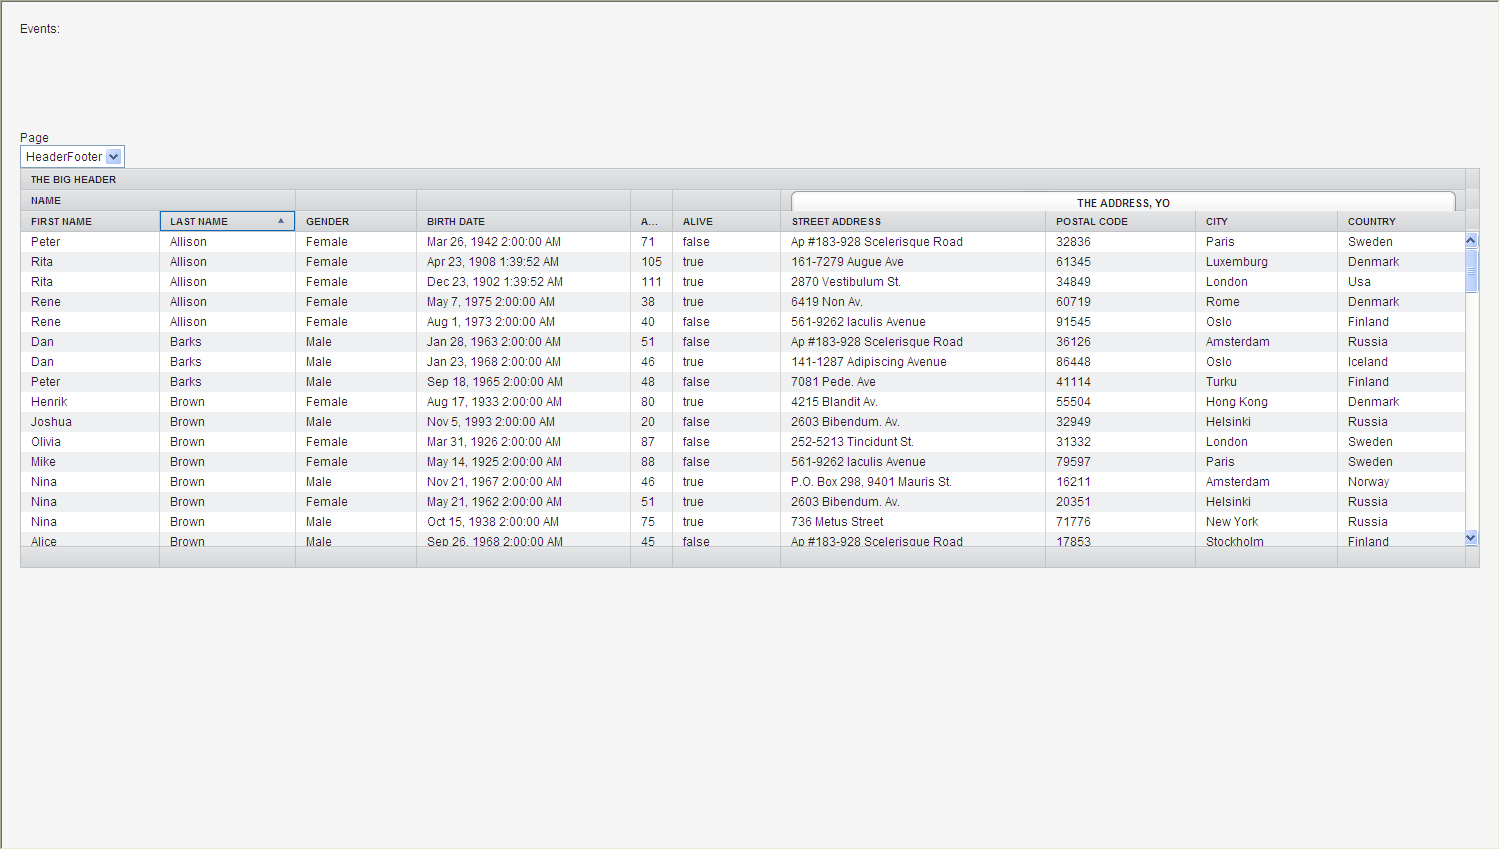 Events:
Page
HeaderFooter
THE BIG HEADER
NAME THE ADDRESS, YO
FIRST NAME LAST NAME GENDER BIRTH DATE A... ALIVE STREET ADDRESS POSTAL CODE CITY COUNTRY
Peter Allison Female Mar 26, 1942 2:00:00 AM 71 false Ap #183-928 Scelerisque Road 32836 Paris Sweden
Rita Allison Female Apr 23, 1908 1:39:52 AM 105 true 161-7279 Augue Ave 61345 Luxemburg Denmark
Rita Allison Female Dec 23, 1902 1:39:52 AM 111 true 2870 Vestibulum St. 34849 London Usa
Rene Allison Female May 7, 1975 2:00:00 AM 38 true 6419 Non Av. 60719 Rome Denmark
Rene Allison Female Aug 1, 1973 2:00:00 AM 40 false 561-9262 Iaculis Avenue 91545 Oslo Finland
Dan Barks Male Jan 28, 1963 2:00:00 AM 51 false Ap #183-928 Scelerisque Road 36126 Amsterdam Russia
Dan Barks Male Jan 23, 1968 2:00:00 AM 46 true 141-1287 Adipiscing Avenue 86448 Oslo Iceland
Peter Barks Male Sep 18, 1965 2:00:00 AM 48 false 7081 Pede. Ave 41114 Turku Finland
Henrik Brown Female Aug 17, 1933 2:00:00 AM 80 true 4215 Blandit Av. 55504 Hong Kong Denmark
Joshua Brown Male Nov 5, 1993 2:00:00 AM 20 false 2603 Bibendum. Av. 32949 Helsinki Russia
Olivia Brown Female Mar 31, 1926 2:00:00 AM 87 false 252-5213 Tincidunt St. 31332 London Sweden
Mike Brown Female May 14, 1925 2:00:00 AM 88 false 561-9262 Iaculis Avenue 79597 Paris Sweden
Nina Brown Male Nov 21, 1967 2:00:00 AM 46 true P.O. Box 298, 9401 Mauris St. 16211 Amsterdam Norway
Nina Brown Female May 21, 1962 2:00:00 AM 51 true 2603 Bibendum. Av. 20351 Helsinki Russia
Nina Brown Male Oct 15, 1938 2:00:00 AM 75 true 736 Metus Street 71776 New York Russia
Alice Brown Male Sep 26, 1968 2:00:00 AM 45 false Ap #183-928 Scelerisque Road 17853 Stockholm Finland